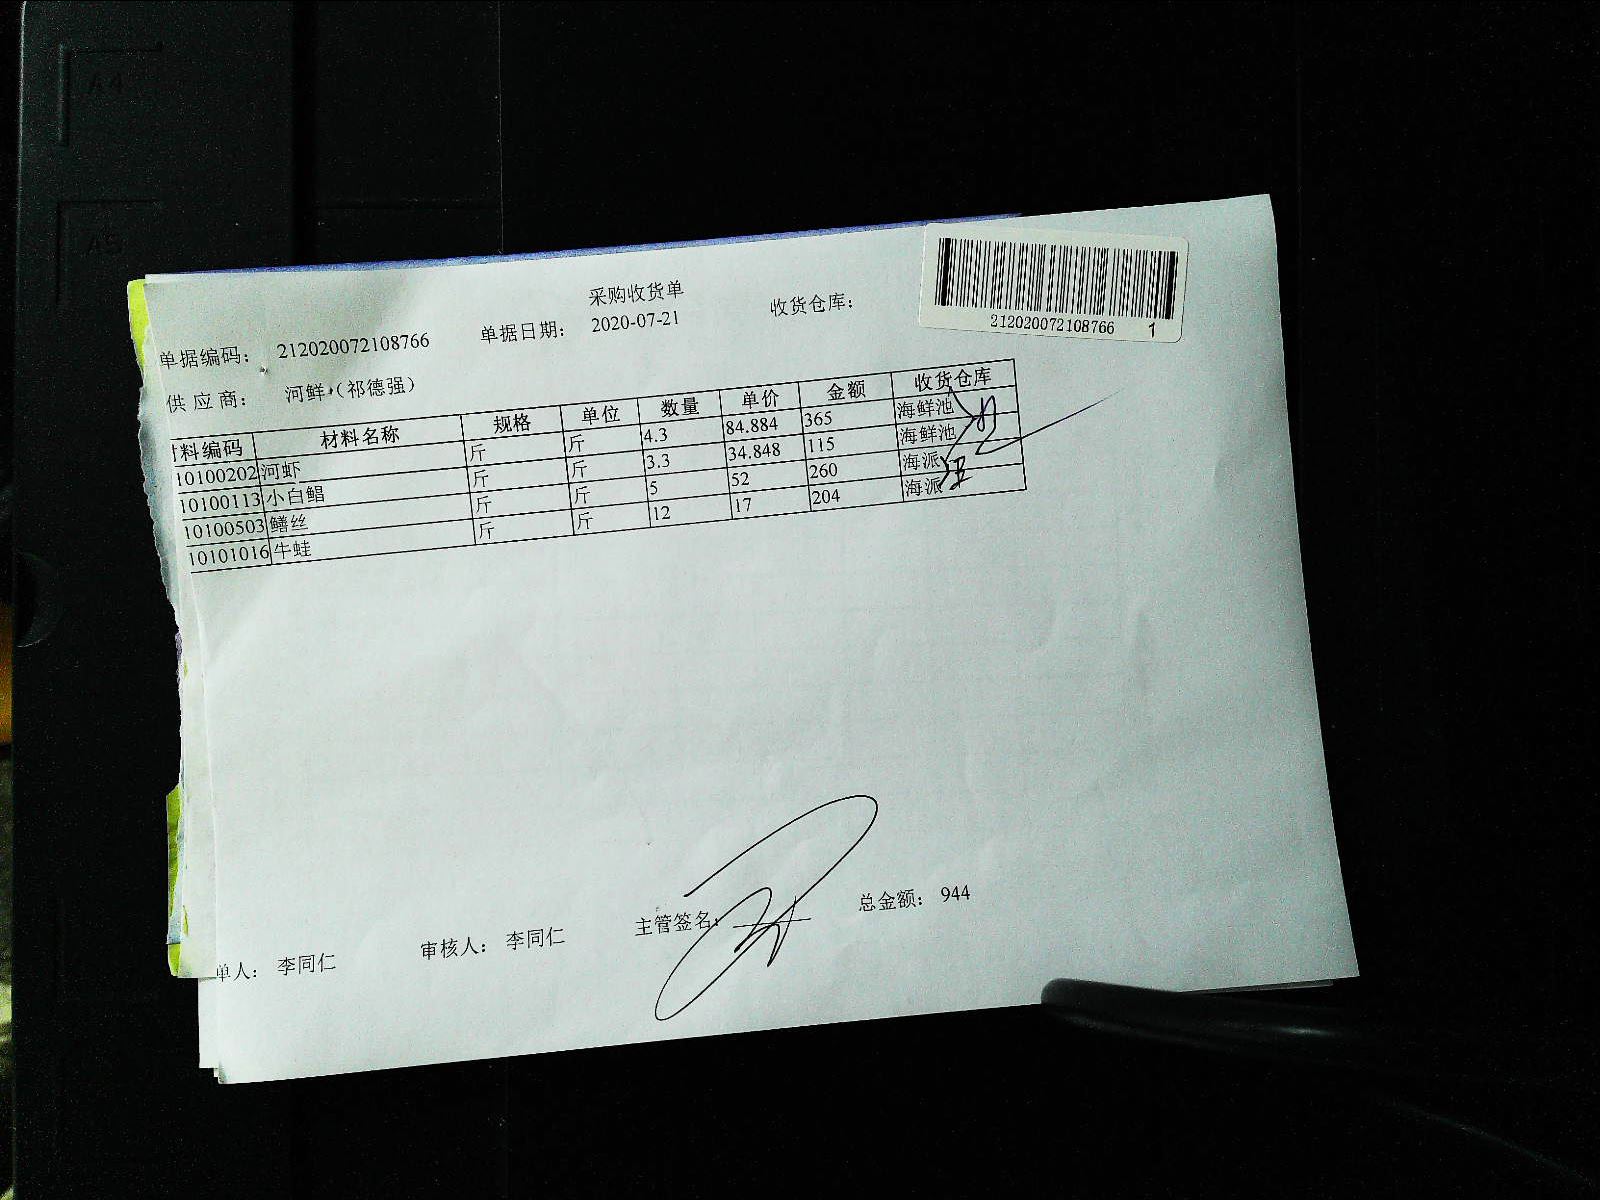 A4
A5
采购收货单
212020072108766 1
单据编码： 212020072108766 单据日期： 2020-07-21 收货仓库：
供应商： 河鲜（祁德强）
料编码 材料名称 规格 单位 数量 单价 金额 收货仓库
10100202 河虾 斤 斤 4.3 84.884 365 海鲜池
10100113 小白鲳 斤 斤 3.3 34.848 115 海鲜池
10100503 鳝丝 斤 斤 5 52 260 海派
10101016 牛蛙 斤 斤 12 17 204 海派
单人： 李同仁 审核人： 李同仁 主管签名： 总金额： 944